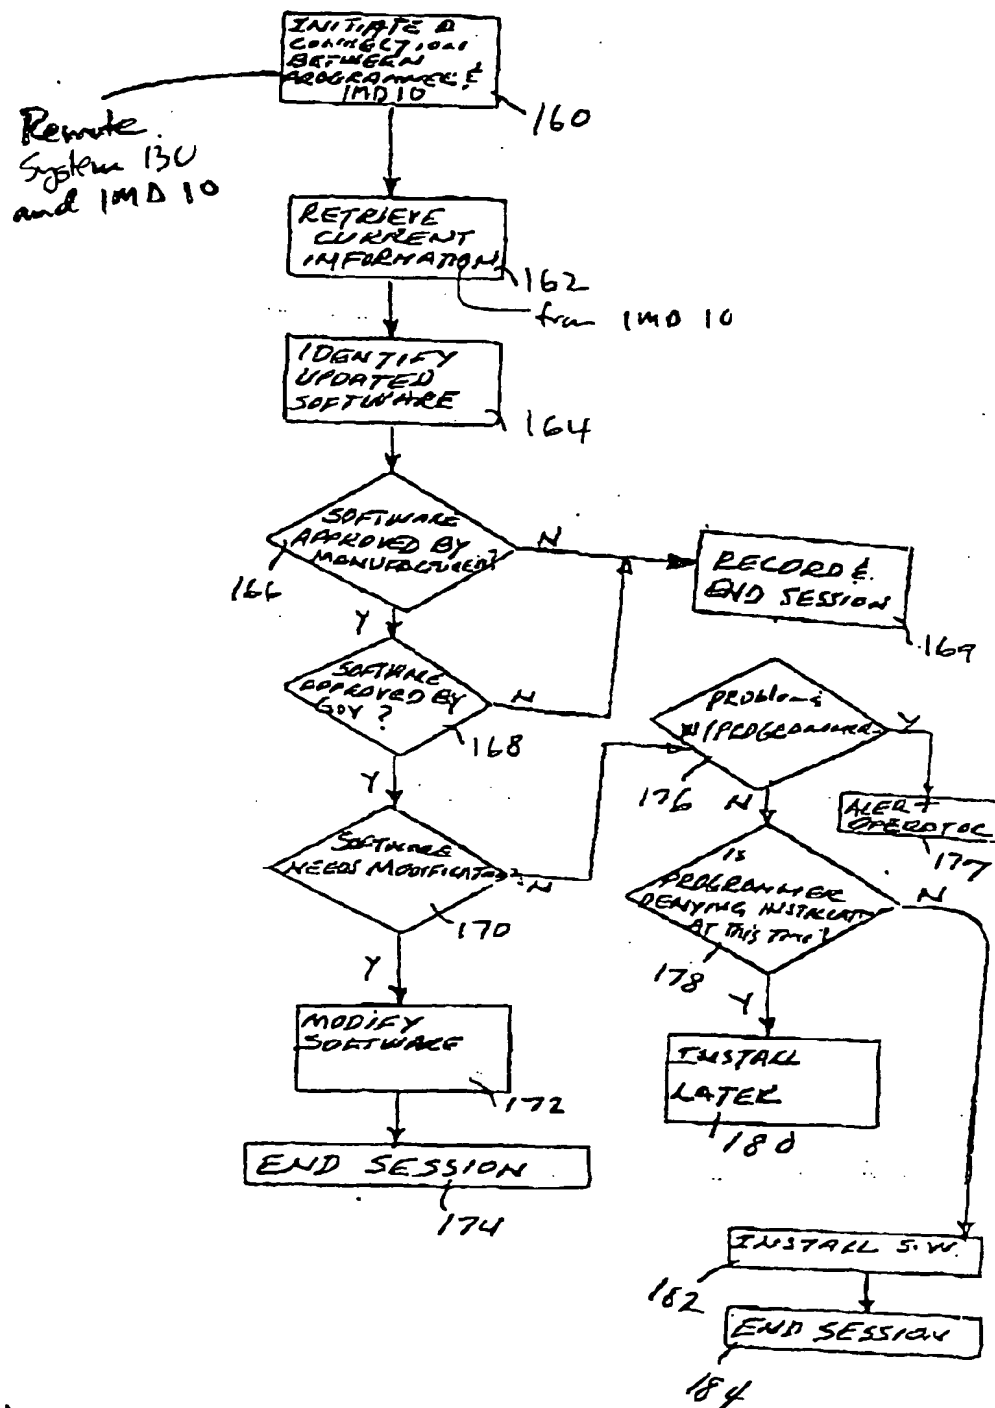 INITIATE A
CONNECTION
BETWEEN
PROGRAMMER &
IMD 10
160
Remote
System 130
and IMD 10
RETRIEVE
CURRENT
INFORMATION
162
from IMD 10
IDENTIFY
UPDATED
SOFTWARE
164
SOFTWARE
APPROVED BY
MANUFACTURER?
166
N
Y
RECORD &
END SESSION
169
SOFTWARE
APPROVED BY
GOV ?
168
N
Y
PROBLEMS
W/PROGRAMMER
176
Y
N
ALERT
OPERATOR
177
SOFTWARE
NEEDS MODIFICATION?
170
N
Y
IS
PROGRAMMER
DENYING INSTALLAT
AT THIS TIME?
178
N
Y
MODIFY
SOFTWARE
172
INSTALL
LATER
180
END SESSION
174
INSTALL S.W.
182
END SESSION
184